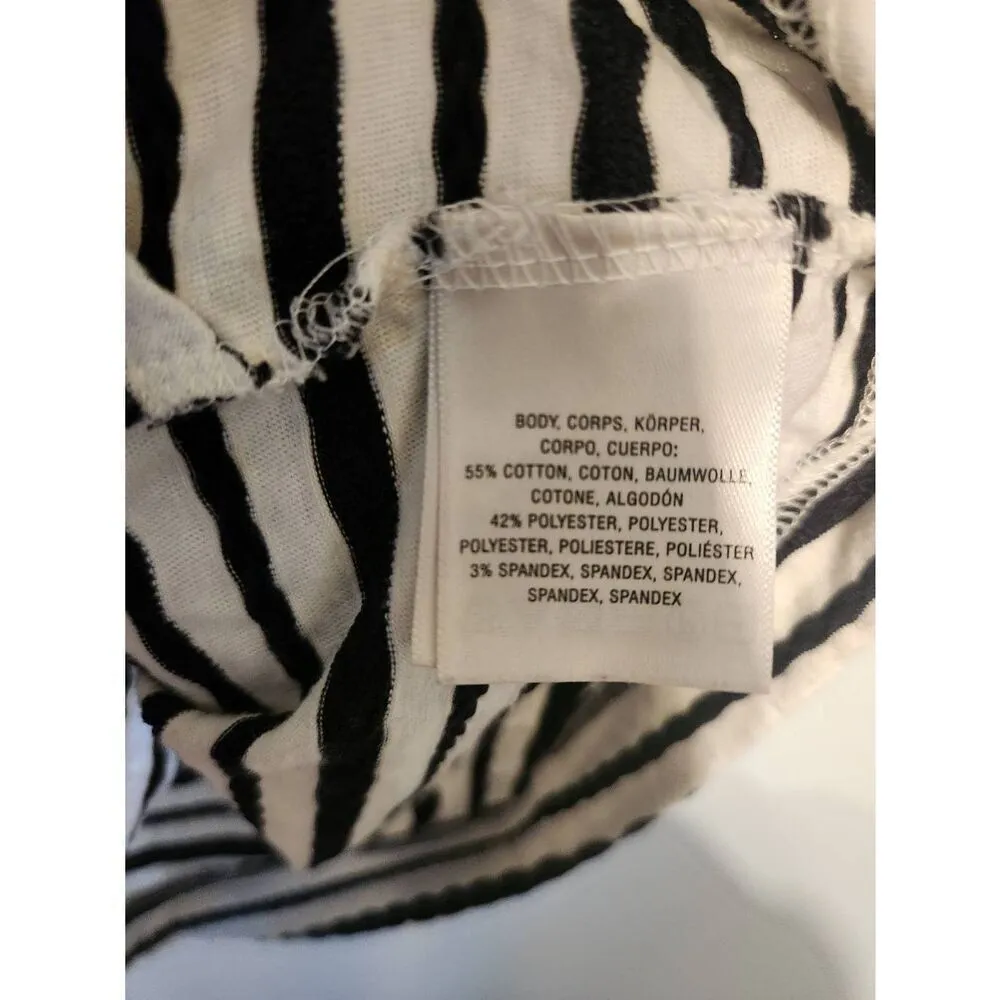 BODY, CORPS, KÖRPER,
CORPO, CUERPO:
55% COTTON, COTON, BAUMWOLLE,
COTONE, ALGODÓN
42% POLYESTER, POLYESTER,
POLYESTER, POLIESTERE, POLIÉSTER
3% SPANDEX, SPANDEX, SPANDEX,
SPANDEX, SPANDEX